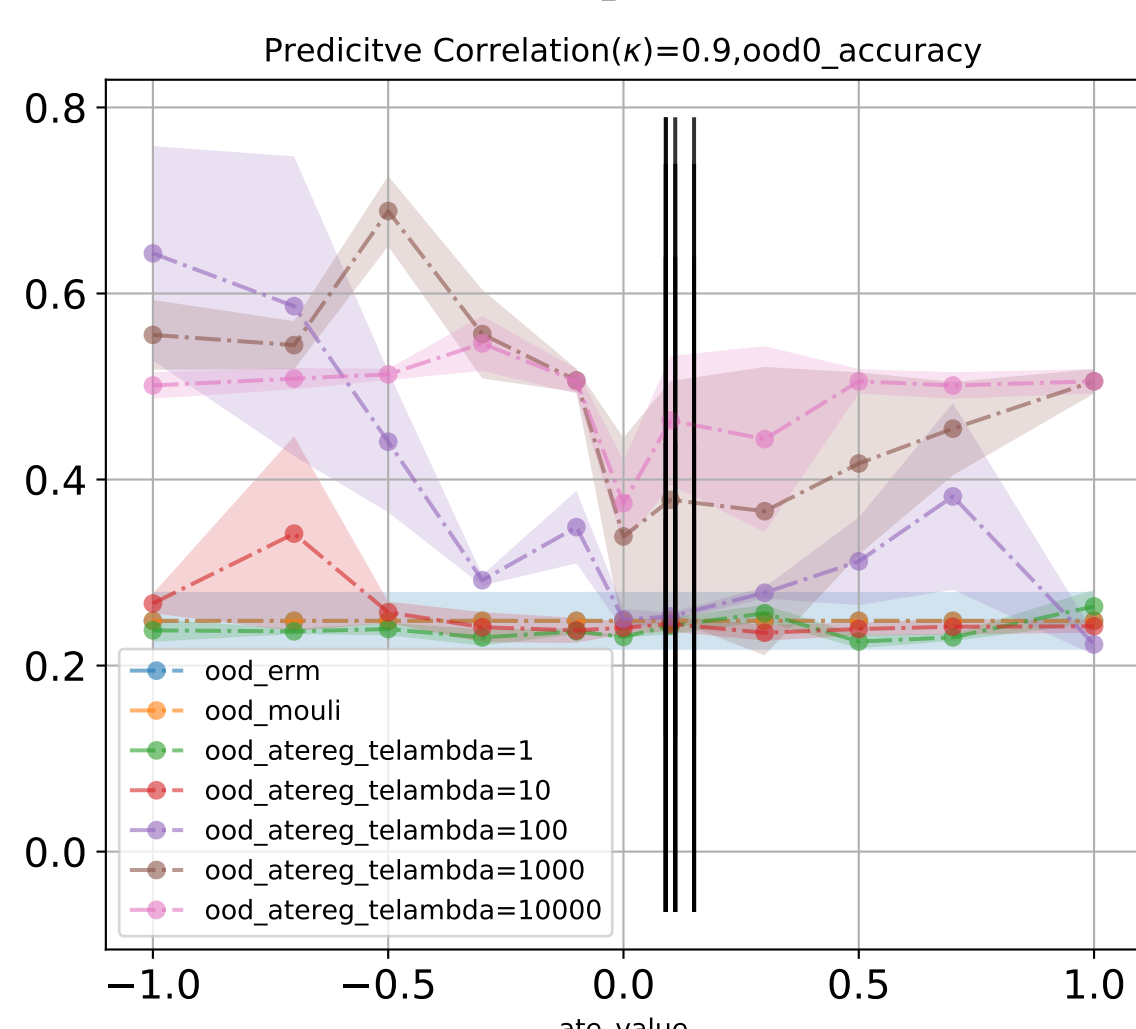 Predicitve Correlation(κ)=0.9,ood0_accuracy
0.8
0.6
0.4
0.2
0.0
ood_erm
ood_mouli
ood_atereg_telambda=1
ood_atereg_telambda=10
ood_atereg_telambda=100
ood_atereg_telambda=1000
ood_atereg_telambda=10000
−1.0 −0.5 0.0 0.5 1.0
ate_value